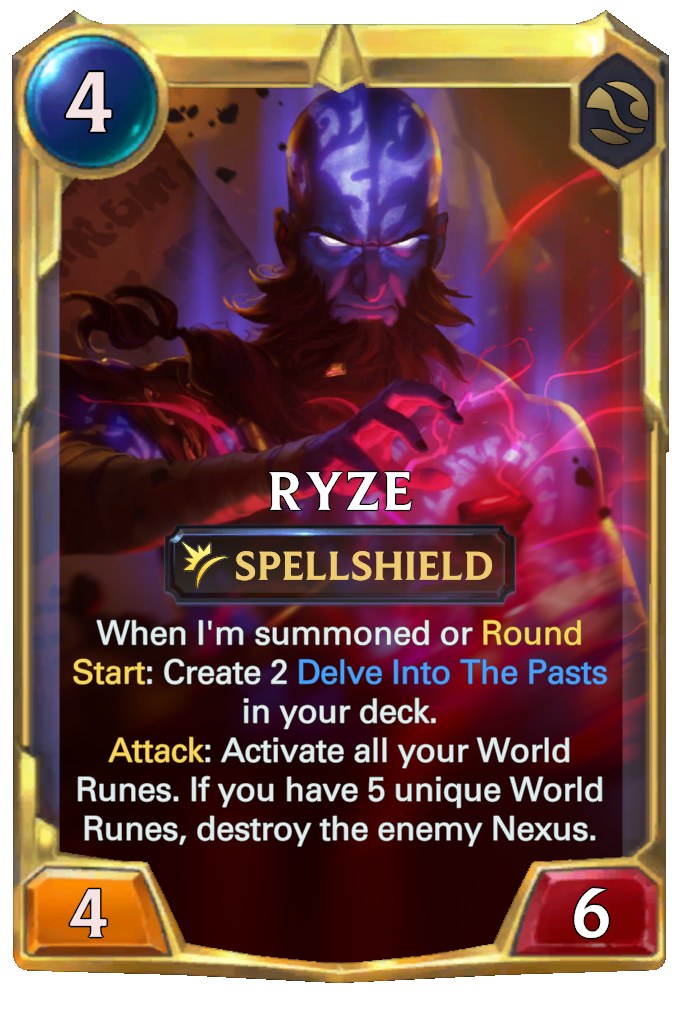 4
RYZE
SPELLSHIELD
When I'm summoned or Round
Start: Create 2 Delve Into The Pasts
in your deck.
Attack: Activate all your World
Runes. If you have 5 unique World
Runes, destroy the enemy Nexus.
4
6